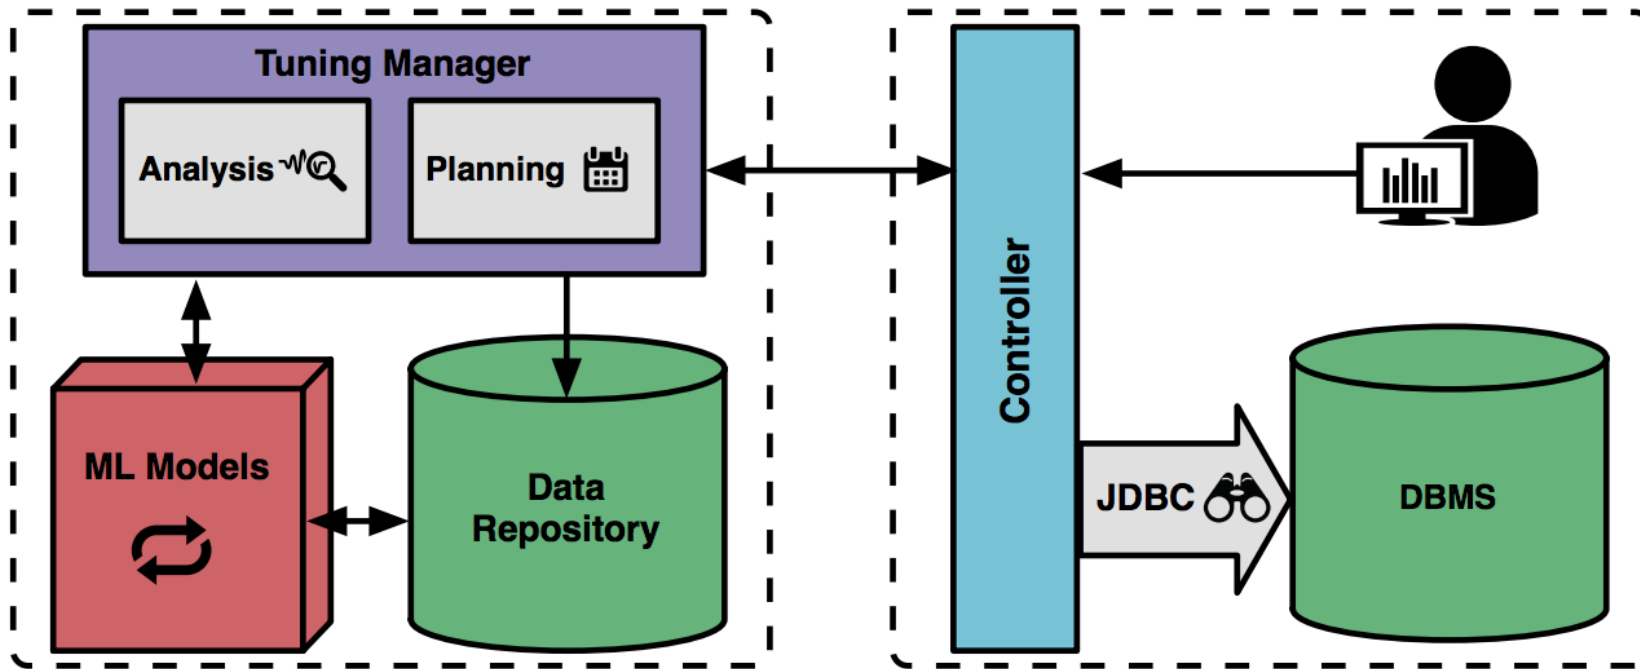 Tuning Manager
Analysis
Planning
ML Models
Data
Repository
Controller
JDBC
DBMS